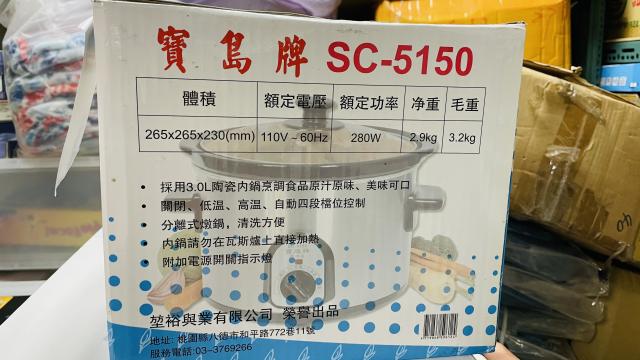 寶島牌 SC-5150
體積 額定電壓 額定功率 净重 毛重
265x265x230(mm) 110V~60Hz 280W 2.9kg 3.2kg
• 採用3.0L陶瓷内鍋烹調食品原汁原味、美味可口
• 關閉、低溫、高溫、自動四段檔位控制
• 分離式燉鍋，清洗方便
• 内鍋請勿在瓦斯爐上直接加熱
• 附加電源開關指示燈
堃裕興業有限公司 榮譽出品
地址: 桃園縣八德市和平路772巷11號
服務電話:03-3769266